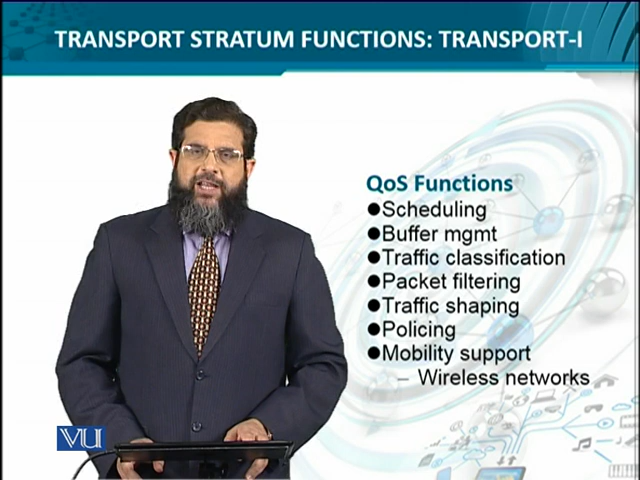 TRANSPORT STRATUM FUNCTIONS: TRANSPORT-I
QoS Functions
●Scheduling
●Buffer mgmt
●Traffic classification
●Packet filtering
●Traffic shaping
●Policing
●Mobility support
– Wireless networks
VU